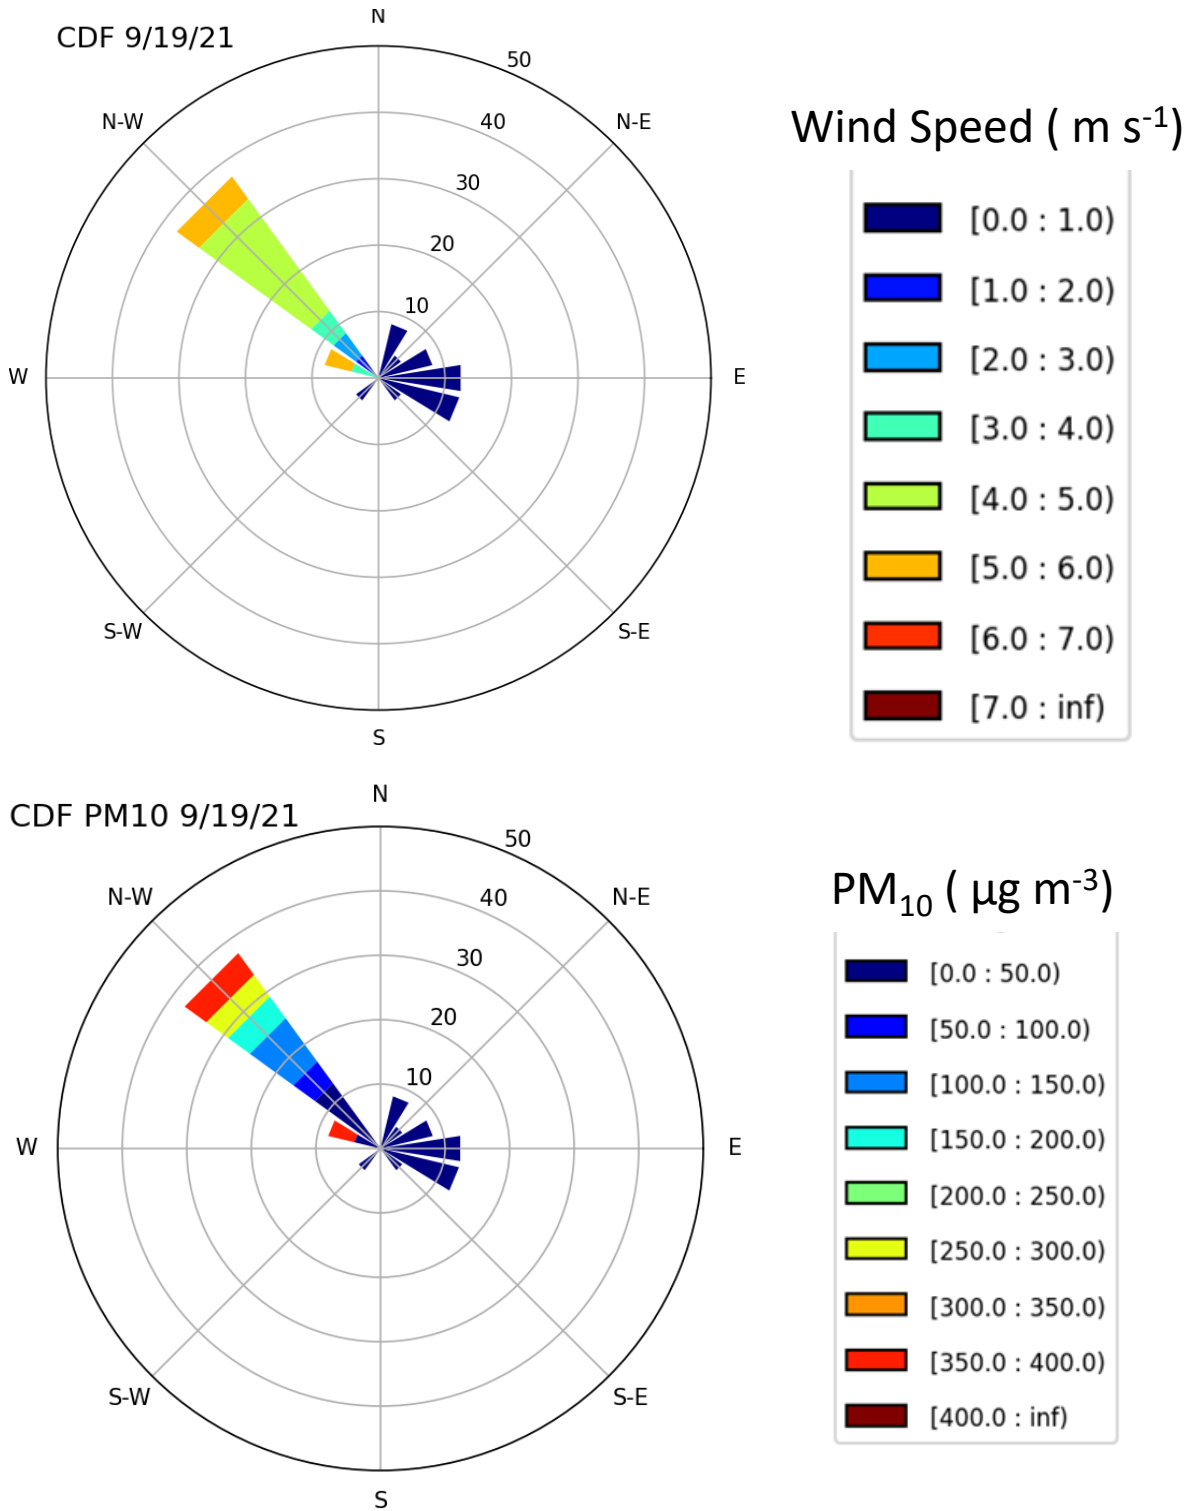 N
CDF 9/19/21
50
N-W
N-E
40
30
20
10
W
E
S-W
S-E
S
Wind Speed ( m s-1)
[0.0 : 1.0)
[1.0 : 2.0)
[2.0 : 3.0)
[3.0 : 4.0)
[4.0 : 5.0)
[5.0 : 6.0)
[6.0 : 7.0)
[7.0 : inf)
N
CDF PM10 9/19/21
50
N-W
N-E
40
30
20
10
W
E
S-W
S-E
S
PM10 ( µg m-3)
[0.0 : 50.0)
[50.0 : 100.0)
[100.0 : 150.0)
[150.0 : 200.0)
[200.0 : 250.0)
[250.0 : 300.0)
[300.0 : 350.0)
[350.0 : 400.0)
[400.0 : inf)